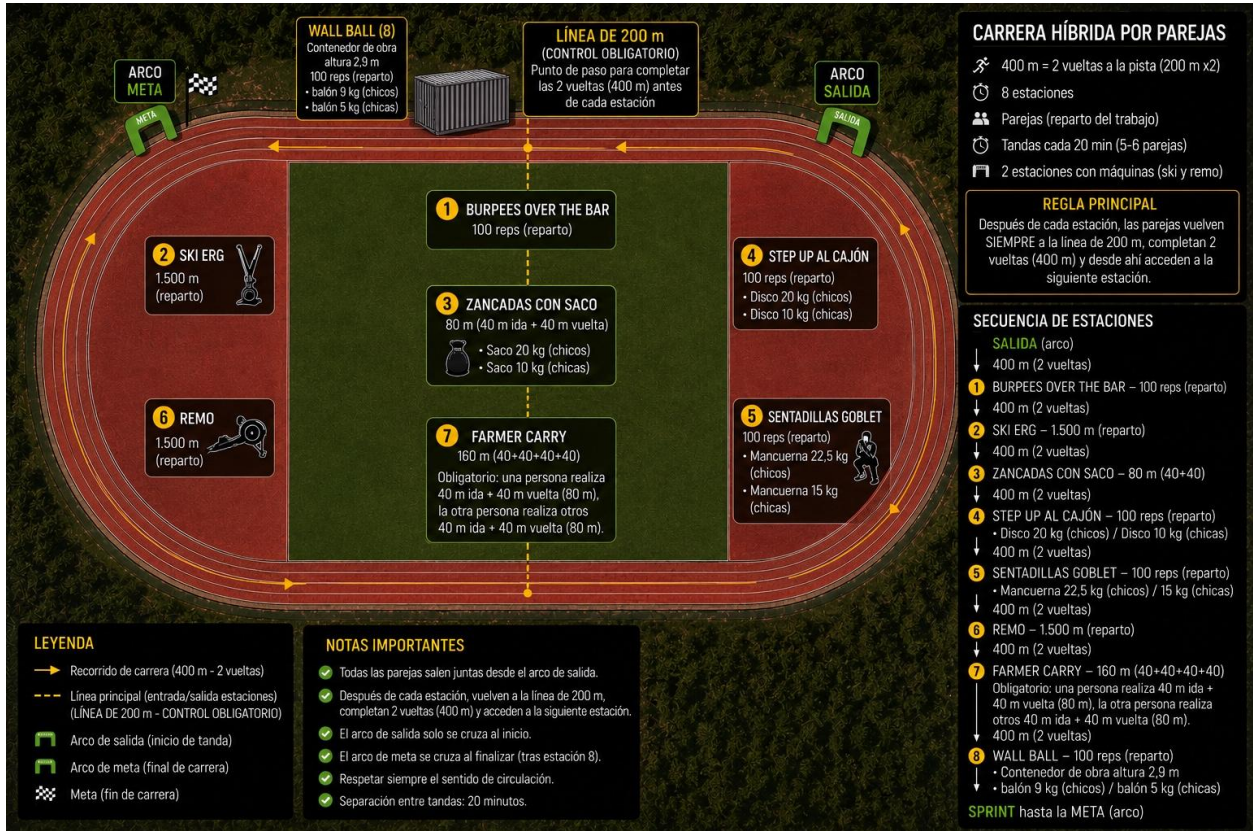 WALL BALL (8)
Contenedor de obra
altura 2,9 m
100 reps (reparto)
• balón 9 kg (chicos)
• balón 5 kg (chicas)
LÍNEA DE 200 m
(CONTROL OBLIGATORIO)
Punto de paso para completar
las 2 vueltas (400 m) antes
de cada estación
ARCO
META
META
ARCO
SALIDA
SALIDA
1 BURPEES OVER THE BAR
100 reps (reparto)
2 SKI ERG
1.500 m
(reparto)
3 ZANCADAS CON SACO
80 m (40 m ida + 40 m vuelta)
• Saco 20 kg (chicos)
• Saco 10 kg (chicas)
4 STEP UP AL CAJÓN
100 reps (reparto)
• Disco 20 kg (chicos)
• Disco 10 kg (chicas)
6 REMO
1.500 m
(reparto)
7 FARMER CARRY
160 m (40+40+40+40)
Obligatorio: una persona realiza
40 m ida + 40 m vuelta (80 m),
la otra persona realiza otros
40 m ida + 40 m vuelta (80 m).
5 SENTADILLAS GOBLET
100 reps (reparto)
• Mancuerna 22,5 kg
(chicos)
• Mancuerna 15 kg
(chicas)
LEYENDA
Recorrido de carrera (400 m - 2 vueltas)
Línea principal (entrada/salida estaciones)
(LÍNEA DE 200 m - CONTROL OBLIGATORIO)
Arco de salida (inicio de tanda)
Arco de meta (final de carrera)
Meta (fin de carrera)
NOTAS IMPORTANTES
Todas las parejas salen juntas desde el arco de salida.
Después de cada estación, vuelven a la línea de 200 m,
completan 2 vueltas (400 m) y acceden a la siguiente estación.
El arco de salida solo se cruza al inicio.
El arco de meta se cruza al finalizar (tras estación 8).
Respetar siempre el sentido de circulación.
Separación entre tandas: 20 minutos.
CARRERA HÍBRIDA POR PAREJAS
400 m = 2 vueltas a la pista (200 m x2)
8 estaciones
Parejas (reparto del trabajo)
Tandas cada 20 min (5-6 parejas)
2 estaciones con máquinas (ski y remo)
REGLA PRINCIPAL
Después de cada estación, las parejas vuelven
SIEMPRE a la línea de 200 m, completan 2
vueltas (400 m) y desde ahí acceden a la
siguiente estación.
SECUENCIA DE ESTACIONES
SALIDA (arco)
400 m (2 vueltas)
1 BURPEES OVER THE BAR – 100 reps (reparto)
400 m (2 vueltas)
2 SKI ERG – 1.500 m (reparto)
400 m (2 vueltas)
3 ZANCADAS CON SACO – 80 m (40+40)
400 m (2 vueltas)
4 STEP UP AL CAJÓN – 100 reps (reparto)
• Disco 20 kg (chicos) / Disco 10 kg (chicas)
400 m (2 vueltas)
5 SENTADILLAS GOBLET – 100 reps (reparto)
• Mancuerna 22,5 kg (chicos) / 15 kg (chicas)
400 m (2 vueltas)
6 REMO – 1.500 m (reparto)
400 m (2 vueltas)
7 FARMER CARRY – 160 m (40+40+40+40)
Obligatorio: una persona realiza 40 m ida +
40 m vuelta (80 m), la otra persona realiza
otros 40 m ida + 40 m vuelta (80 m).
400 m (2 vueltas)
8 WALL BALL – 100 reps (reparto)
• Contenedor de obra altura 2,9 m
• balón 9 kg (chicos) / balón 5 kg (chicas)
SPRINT hasta la META (arco)